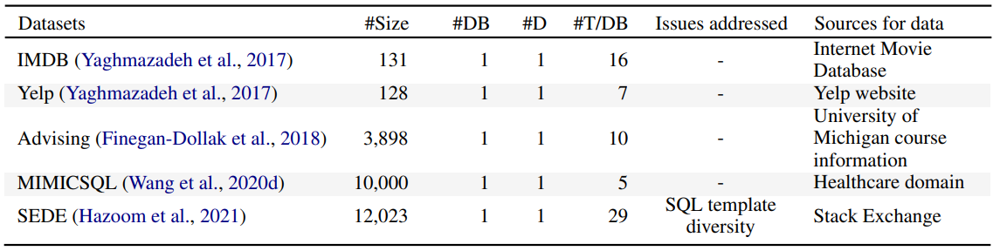 Datasets #Size #DB #D #T/DB Issues addressed Sources for data
IMDB (Yaghmazadeh et al., 2017) 131 1 1 16 - Internet Movie
Database
Yelp (Yaghmazadeh et al., 2017) 128 1 1 7 - Yelp website
Advising (Finegan-Dollak et al., 2018) 3,898 1 1 10 - University of
Michigan course
information
MIMICSQL (Wang et al., 2020d) 10,000 1 1 5 - Healthcare domain
SEDE (Hazoom et al., 2021) 12,023 1 1 29 SQL template
diversity Stack Exchange